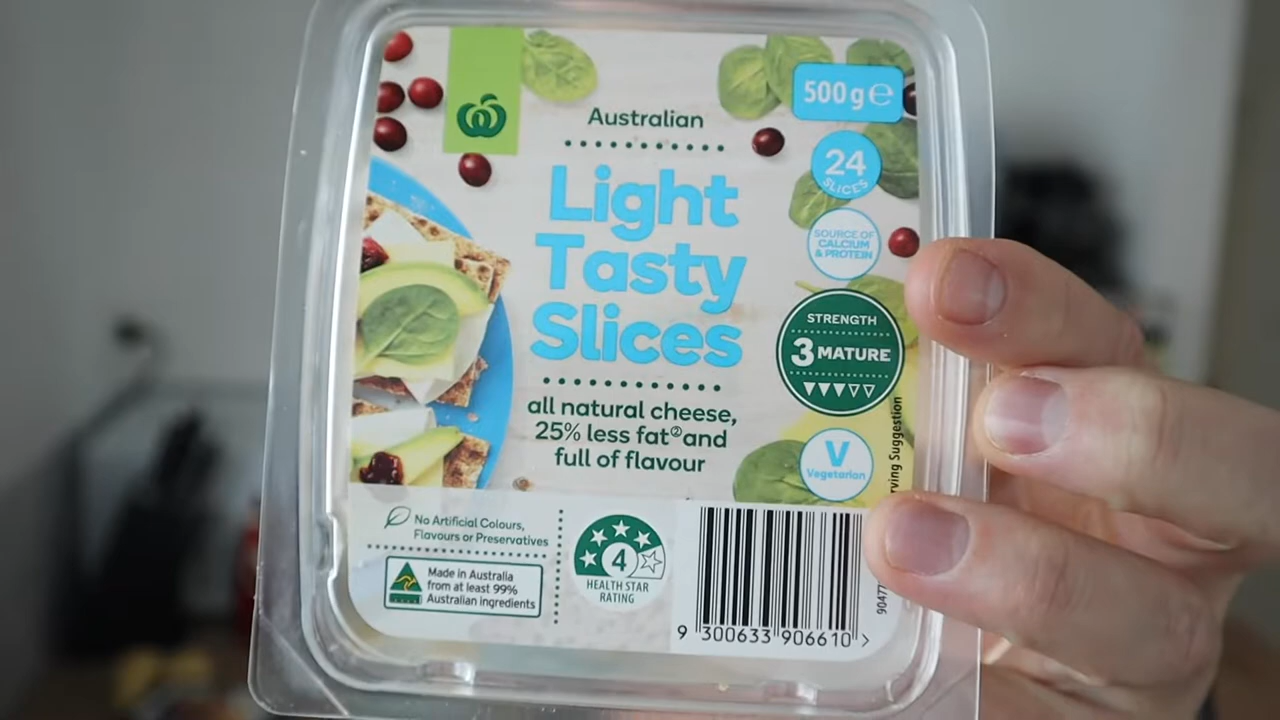 Australian
Light
Tasty
Slices
all natural cheese,
25% less fat②and
full of flavour
500g℮
24
SLICES
SOURCE OF
CALCIUM
& PROTEIN
STRENGTH
3 MATURE
V
Vegetarian
rving Suggestion
No Artificial Colours,
Flavours or Preservatives
Made in Australia
from at least 99%
Australian ingredients
4
HEALTH STAR
RATING
9 300633 906610 >
9047